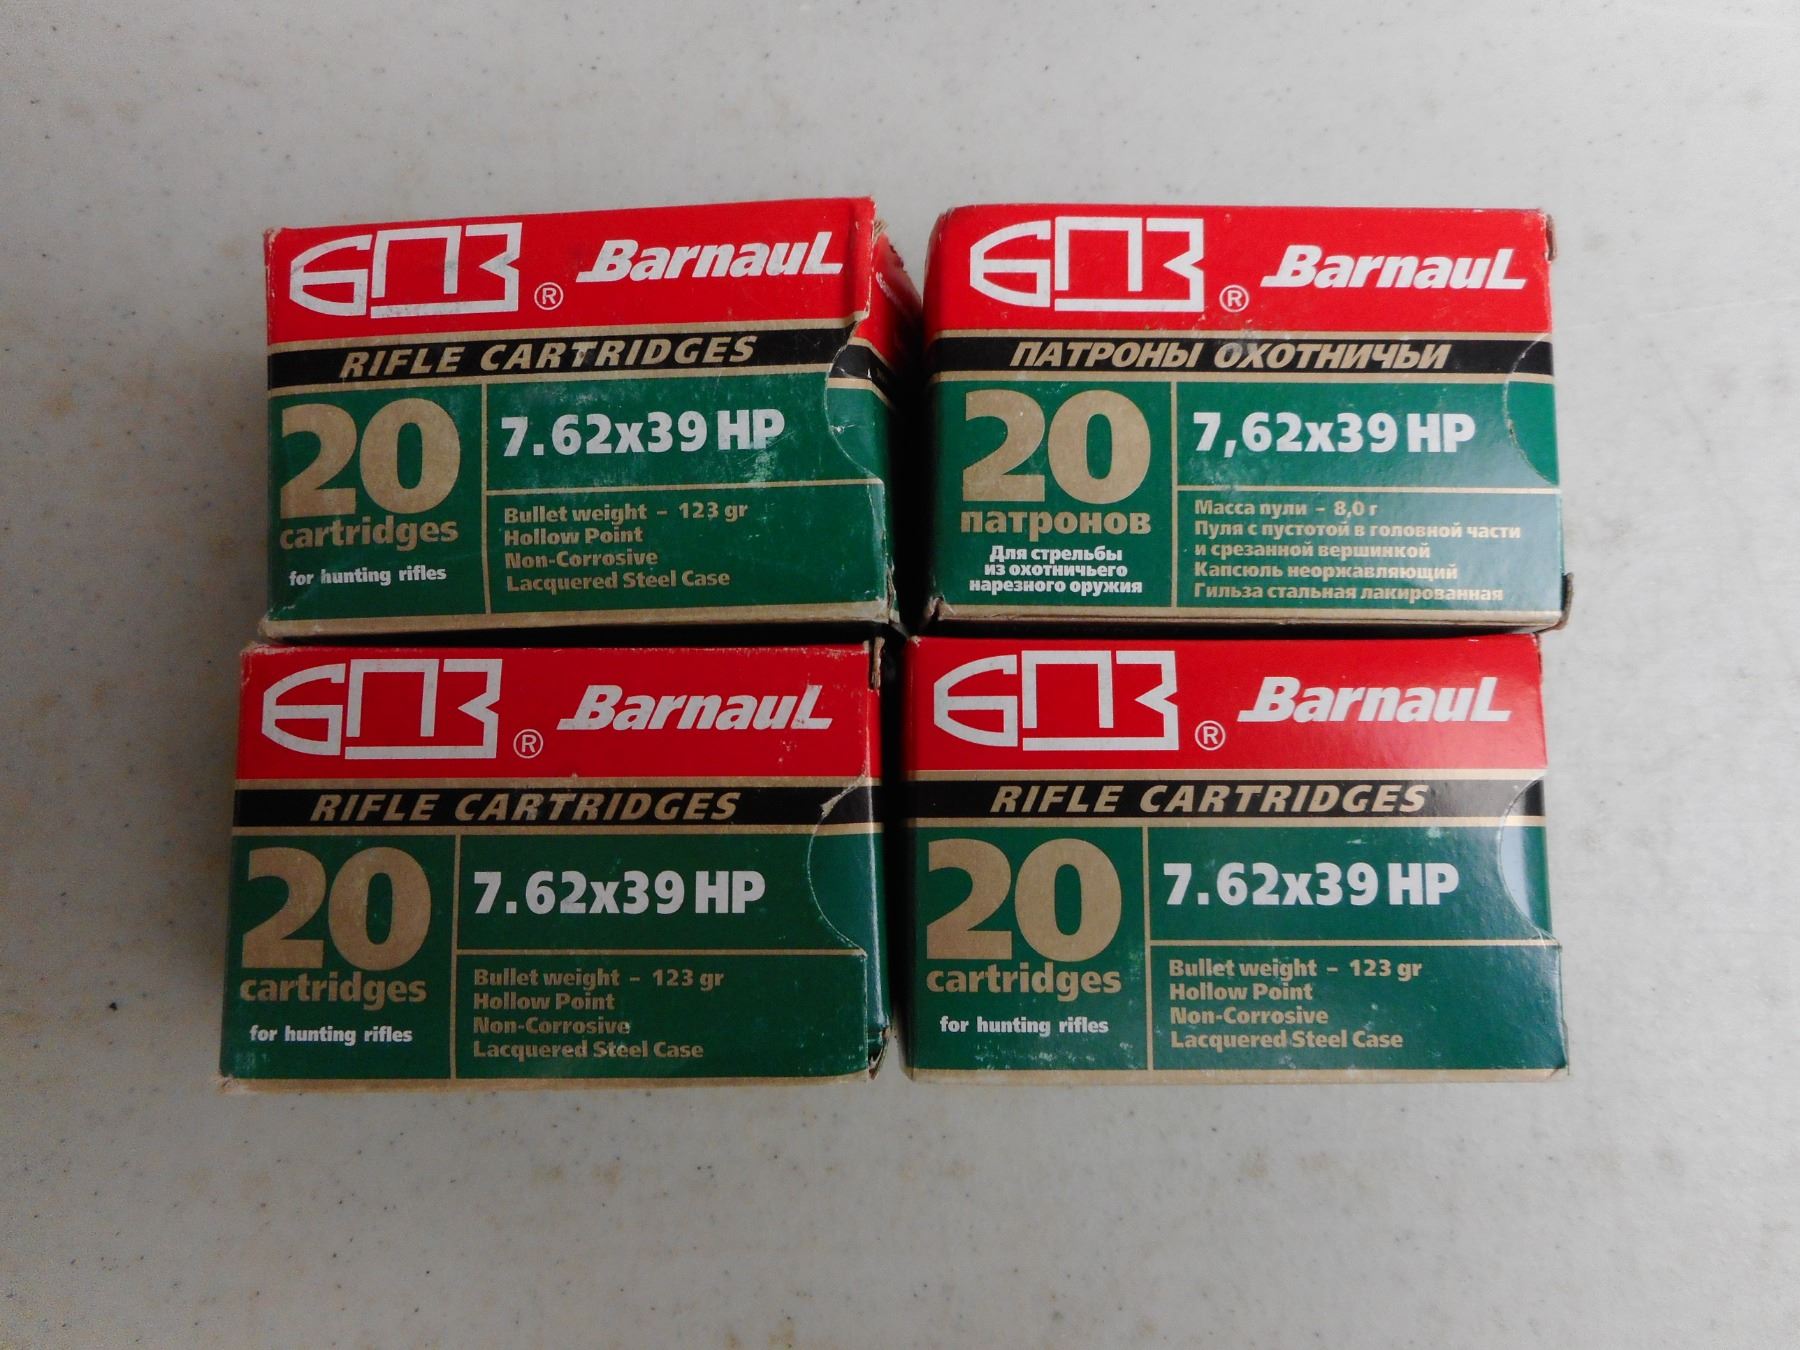 БПЗ ® Barnaul
RIFLE CARTRIDGES
20
cartridges
for hunting rifles
7.62x39 HP
Bullet weight – 123 gr
Hollow Point
Non-Corrosive
Lacquered Steel Case
БПЗ ® Barnaul
ПАТРОНЫ ОХОТНИЧЬИ
20
патронов
Для стрельбы
из охотничьего
нарезного оружия
7,62x39 HP
Масса пули – 8,0 г
Пуля с пустотой в головной части
и срезанной вершинкой
Капсюль неоржавляющий
Гильза стальная лакированная
БПЗ ® Barnaul
RIFLE CARTRIDGES
20
cartridges
for hunting rifles
7.62x39 HP
Bullet weight – 123 gr
Hollow Point
Non-Corrosive
Lacquered Steel Case
БПЗ ® Barnaul
RIFLE CARTRIDGES
20
cartridges
for hunting rifles
7.62x39 HP
Bullet weight – 123 gr
Hollow Point
Non-Corrosive
Lacquered Steel Case